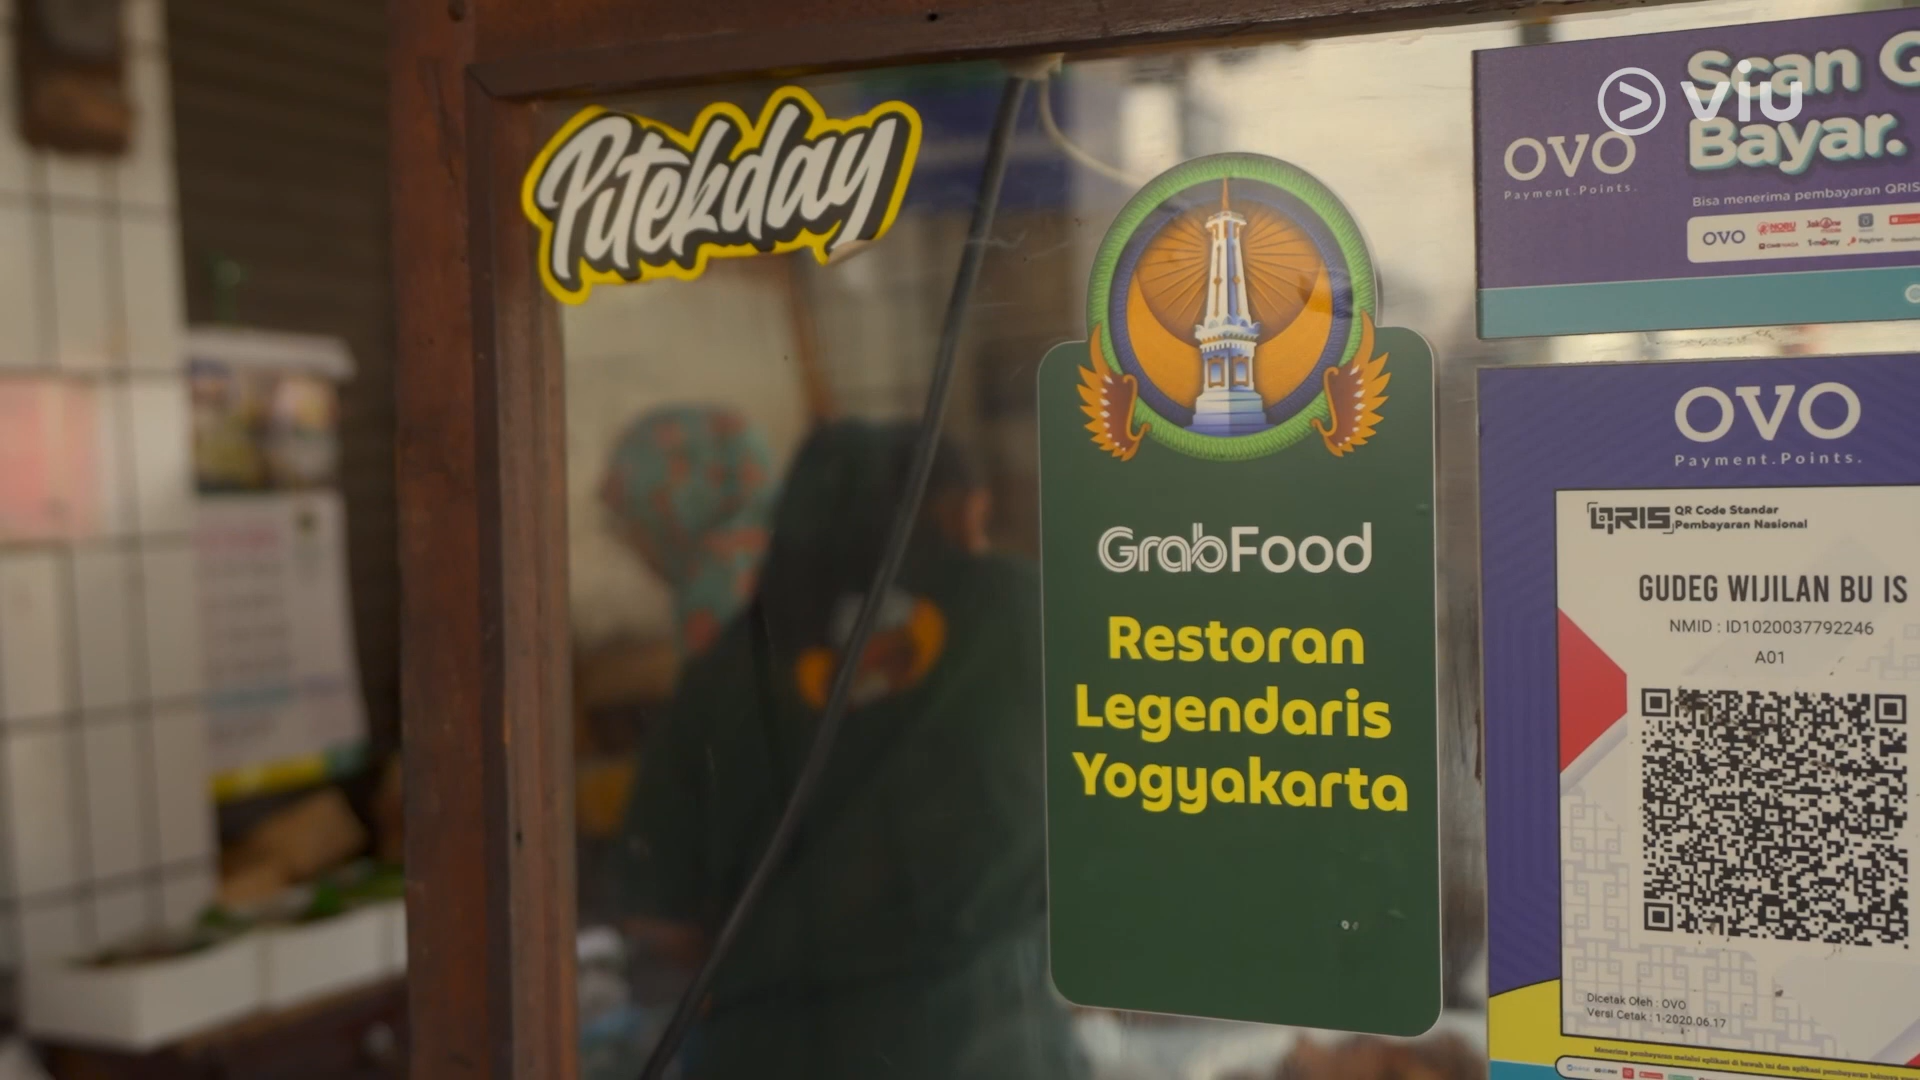 Pitekday
GrabFood
Restoran
Legendaris
Yogyakarta
Scan Q
Bayar.
OVO
Payment.Points.
Bisa menerima pembayaran QRIS
OVO
viu
OVO
Payment.Points.
QRIS QR Code Standar
Pembayaran Nasional
GUDEG WIJILAN BU IS
NMID : ID1020037792246
A01
Dicetak Oleh : OVO
Versi Cetak : 1-2020.06.17